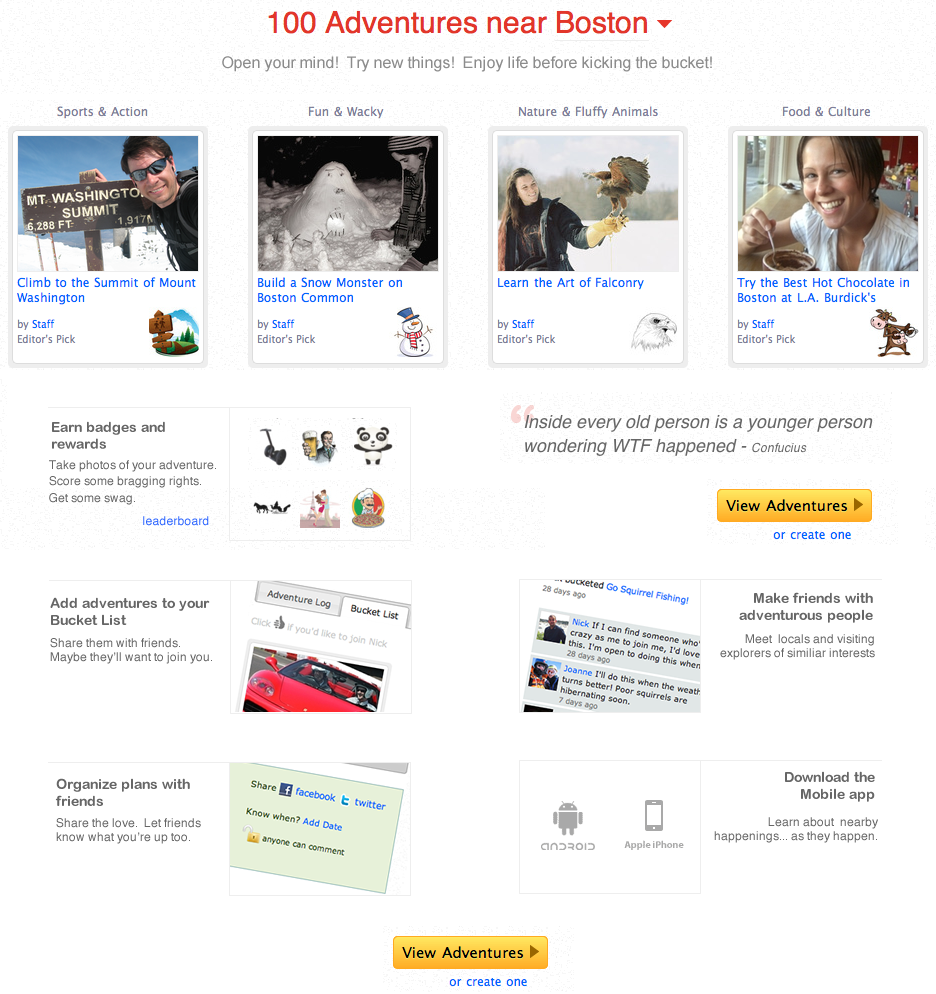 100 Adventures near Boston
Open your mind! Try new things! Enjoy life before kicking the bucket!
Sports & Action
Fun & Wacky
Nature & Fluffy Animals
Food & Culture
MT WASHINGTO
SUMMIT
6,288 FT 1,917
Climb to the Summit of Mount
Washington
by Staff
Editor's Pick
Build a Snow Monster on
Boston Common
by Staff
Editor's Pick
Learn the Art of Falconry
by Staff
Editor's Pick
Try the Best Hot Chocolate in
Boston at L.A. Burdick's
by Staff
Editor's Pick
Earn badges and
rewards
Take photos of your adventure.
Score some bragging rights.
Get some swag.
leaderboard
“Inside every old person is a younger person
wondering WTF happened - Confucius
View Adventures
or create one
Add adventures to your
Bucket List
Share them with friends.
Maybe they'll want to join you.
Adventure Log
Bucket List
Click if you'd like to join Nick
bucketed Go Squirrel Fishing!
28 days ago
Nick If I can find someone who'
crazy as me to join me, I'd love
this. I'm open to doing this when
28 days ago
Joanne I'll do this when the weath
turns better! Poor squirrels are
hibernating soon.
7 days ago
Make friends with
adventurous people
Meet locals and visiting
explorers of similiar interests
Organize plans with
friends
Share the love. Let friends
know what you're up too.
Share facebook twitter
Know when? Add Date
anyone can comment
ANDROID
Apple iPhone
Download the
Mobile app
Learn about nearby
happenings... as they happen.
View Adventures
or create one